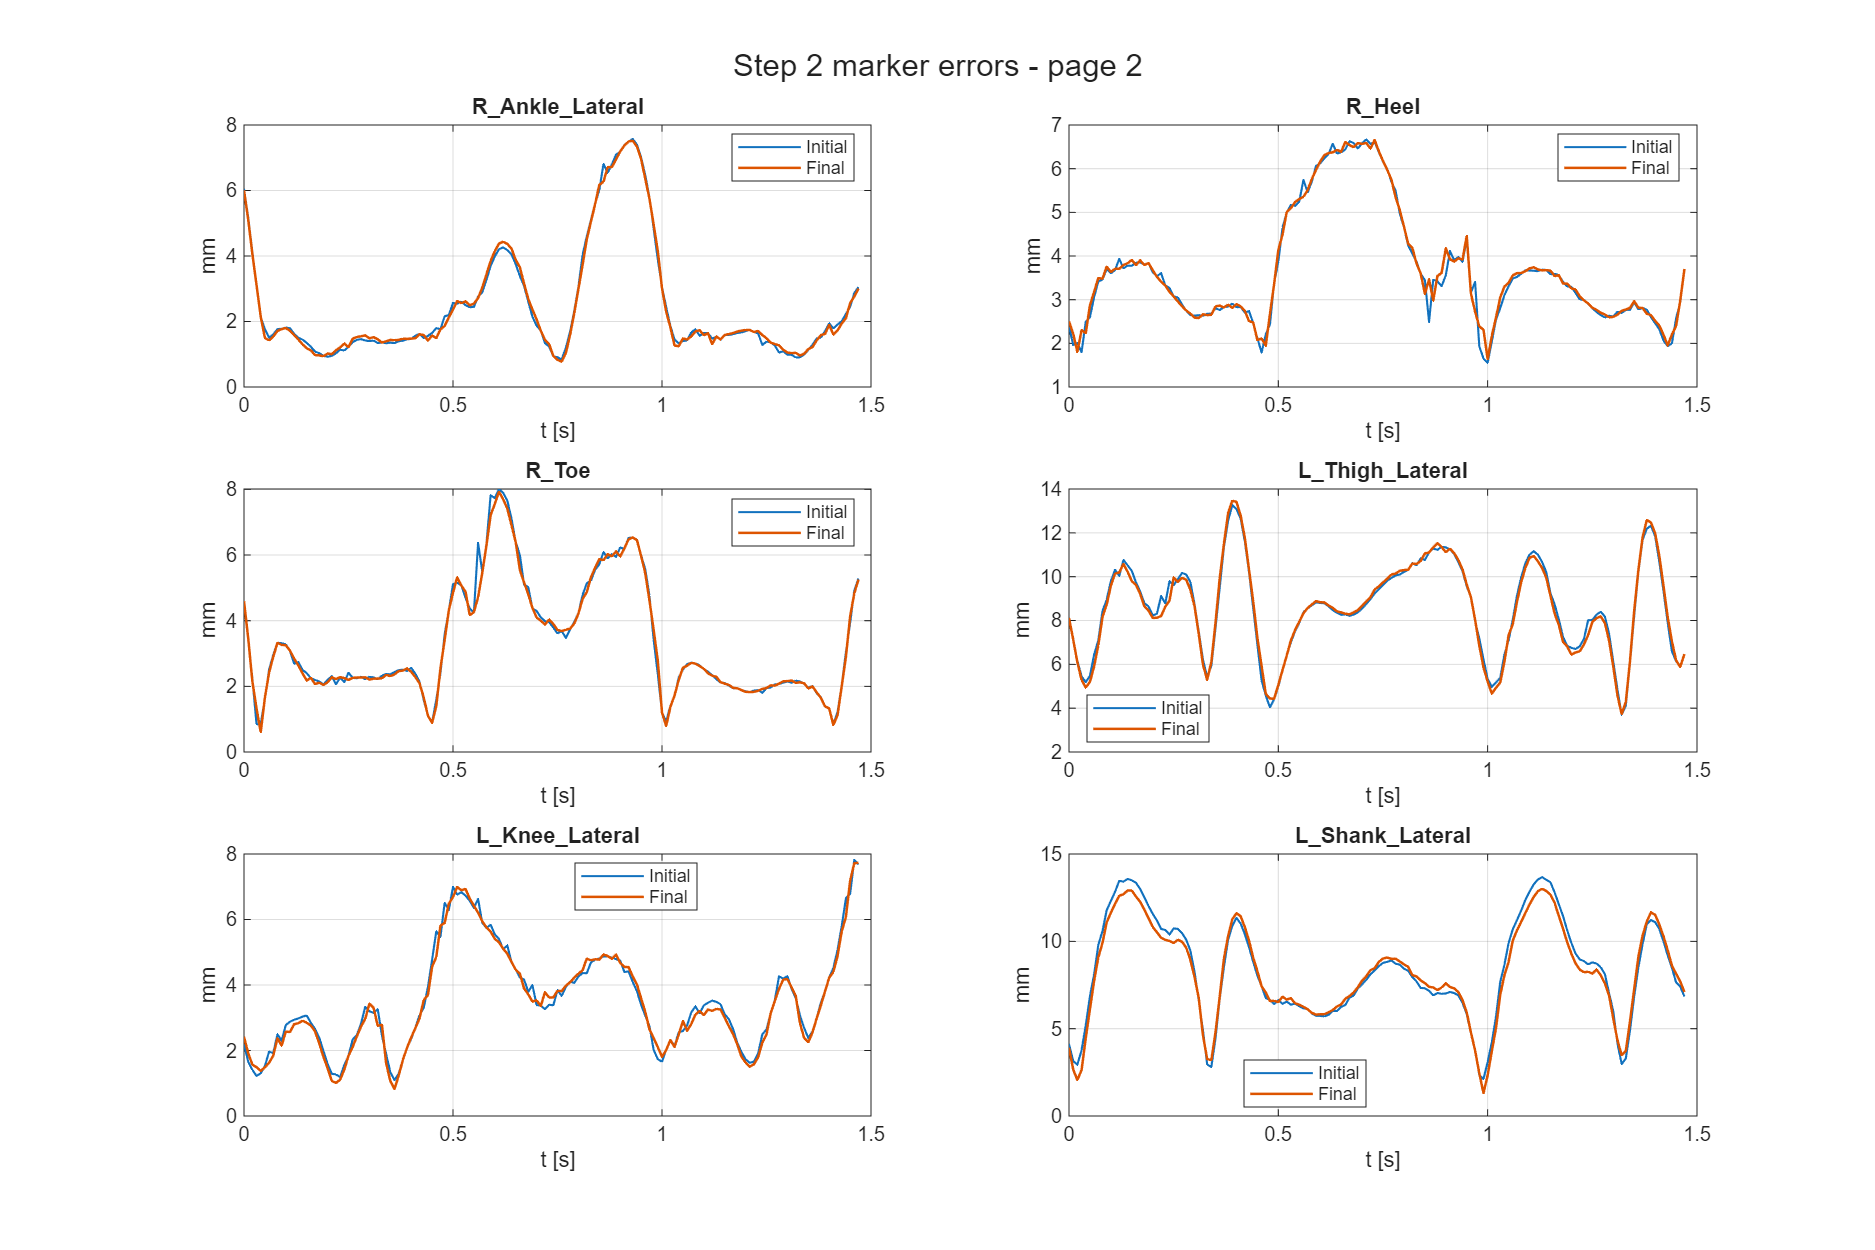 Step 2 marker errors - page 2
R_Ankle_Lateral
8
6
4
2
0
mm
0 0.5 1 1.5
t [s]
Initial
Final
R_Heel
7
6
5
4
3
2
1
mm
0 0.5 1 1.5
t [s]
Initial
Final
R_Toe
8
6
4
2
0
mm
0 0.5 1 1.5
t [s]
Initial
Final
L_Thigh_Lateral
14
12
10
8
6
4
2
mm
0 0.5 1 1.5
t [s]
Initial
Final
L_Knee_Lateral
8
6
4
2
0
mm
0 0.5 1 1.5
t [s]
Initial
Final
L_Shank_Lateral
15
10
5
0
mm
0 0.5 1 1.5
t [s]
Initial
Final